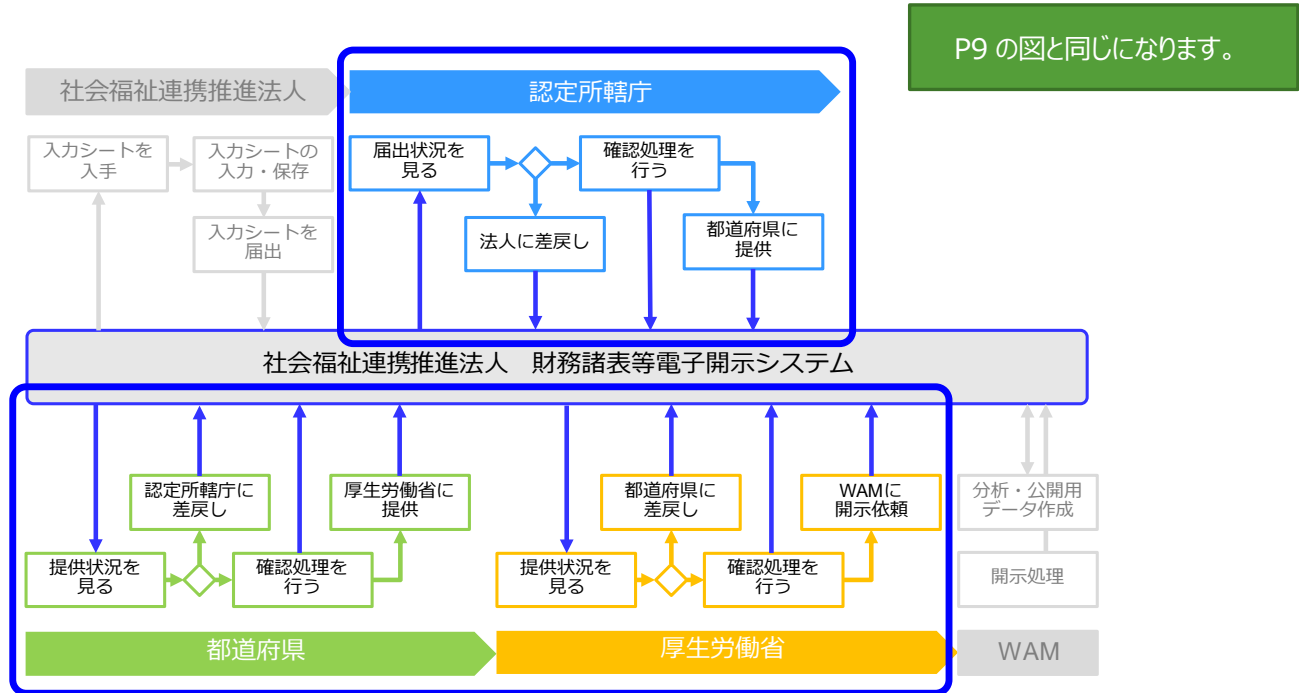 P9 の図と同じになります。
社会福祉連携推進法人
認定所轄庁
入力シートを
入手
入力シートの
入力・保存
入力シートを
届出
届出状況を
見る
確認処理を
行う
法人に差戻し
都道府県に
提供
社会福祉連携推進法人　財務諸表等電子開示システム
認定所轄庁に
差戻し
厚生労働省に
提供
提供状況を
見る
確認処理を
行う
都道府県に
差戻し
WAMに
開示依頼
提供状況を
見る
確認処理を
行う
分析・公開用
データ作成
開示処理
都道府県
厚生労働省
WAM